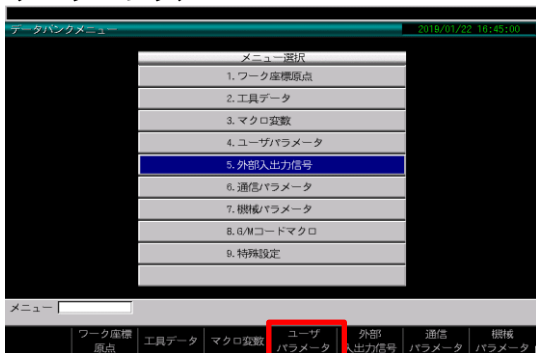 データバンクメニュー 2019/01/22 16:45:00
メニュー選択
1.ワーク座標原点
2.工具データ
3.マクロ変数
4.ユーザパラメータ
5.外部入出力信号
6.通信パラメータ
7.機械パラメータ
8.G/Mコードマクロ
9.特殊設定
メニュー
ワーク座標
原点
工具データ
マクロ変数
ユーザ
パラメータ
外部
入出力信号
通信
パラメータ
機械
パラメータ